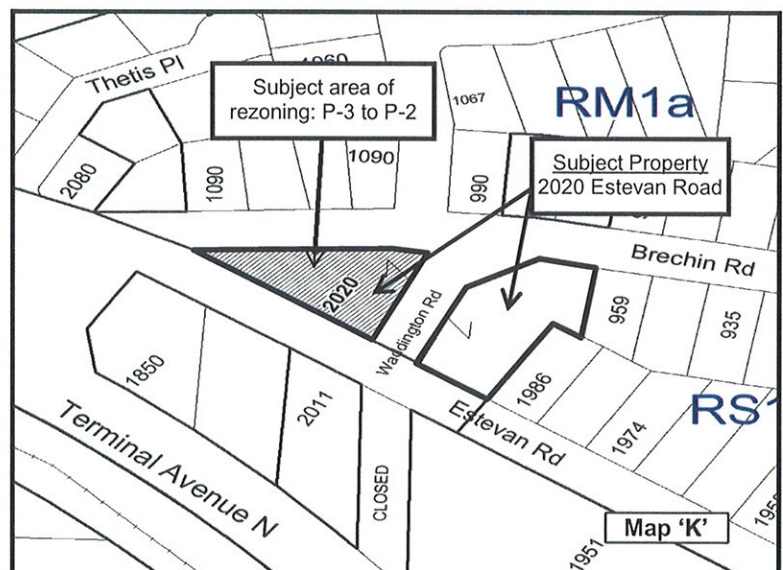 Thetis Pl
1060
Subject area of
rezoning: P-3 to P-2
1067
RM1a
1090
Subject Property
2020 Estevan Road
2080
1090
990
Brechin Rd
2020
Waddington Rd
959
935
1850
2011
1986
Estevan Rd
1974
RS1
Terminal Avenue N
CLOSED
Map ‘K’
1951